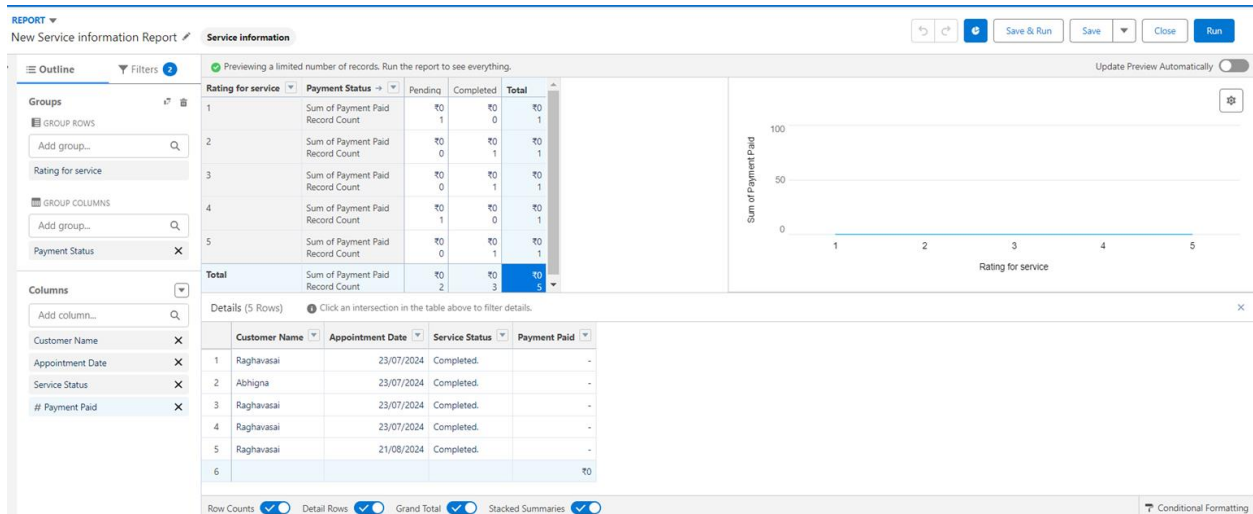 REPORT
New Service information Report
Service information
Save & Run
Save
Close
Run
Outline
Filters 2
Previewing a limited number of records. Run the report to see everything.
Update Preview Automatically
Groups
GROUP ROWS
Add group...
Rating for service
GROUP COLUMNS
Add group...
Payment Status
Columns
Add column...
Customer Name
Appointment Date
Service Status
# Payment Paid
Rating for service Payment Status → Pending Completed Total
1 Sum of Payment Paid ₹0 ₹0 ₹0
Record Count 1 0 1
2 Sum of Payment Paid ₹0 ₹0 ₹0
Record Count 0 1 1
3 Sum of Payment Paid ₹0 ₹0 ₹0
Record Count 0 1 1
4 Sum of Payment Paid ₹0 ₹0 ₹0
Record Count 1 0 1
5 Sum of Payment Paid ₹0 ₹0 ₹0
Record Count 0 1 1
Total Sum of Payment Paid ₹0 ₹0 ₹0
Record Count 2 3 5
Sum of Payment Paid
100
50
0
1 2 3 4 5
Rating for service
Details (5 Rows) Click an intersection in the table above to filter details.
Customer Name Appointment Date Service Status Payment Paid
1 Raghavasai 23/07/2024 Completed. -
2 Abhigna 23/07/2024 Completed. -
3 Raghavasai 23/07/2024 Completed. -
4 Raghavasai 23/07/2024 Completed. -
5 Raghavasai 21/08/2024 Completed. -
6 ₹0
Row Counts Detail Rows Grand Total Stacked Summaries Conditional Formatting